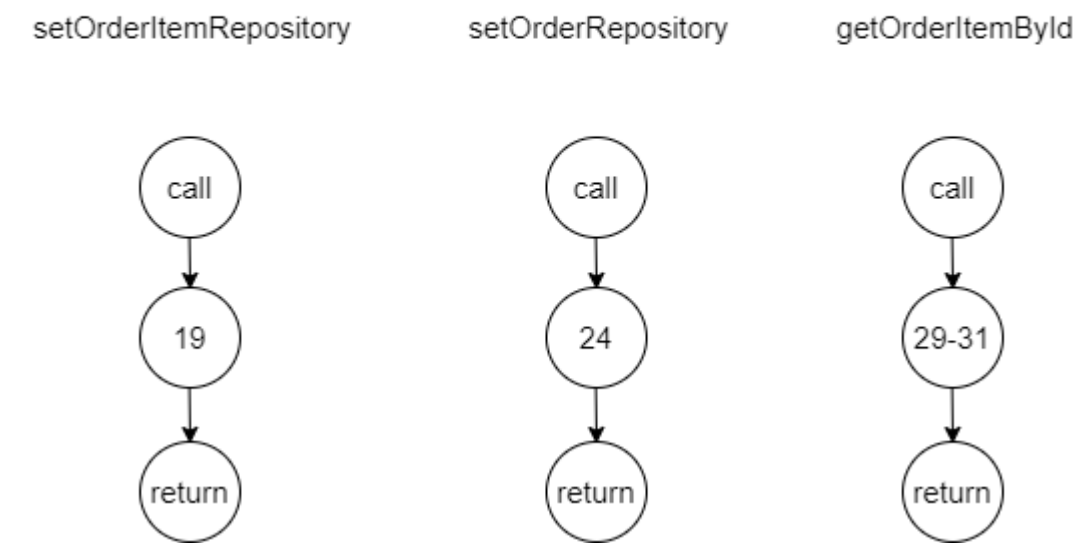 setOrderItemRepository
setOrderRepository
getOrderItemById
call
call
call
19
24
29-31
return
return
return